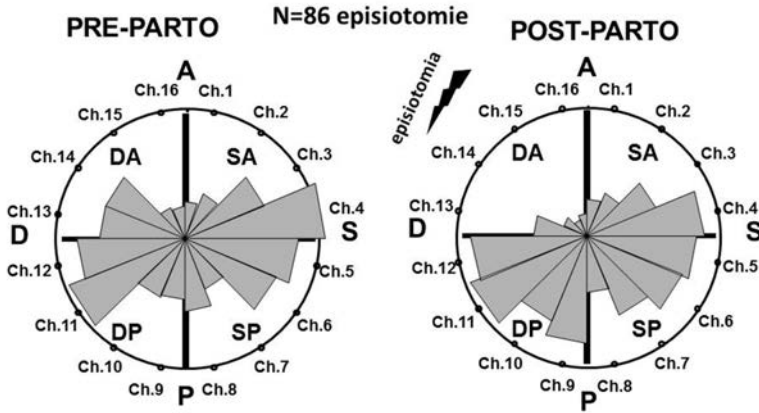 PRE-PARTO
N=86 episiotomie
POST-PARTO
episiotomia
A
Ch.16 Ch.1
Ch.15 Ch.2
Ch.14 Ch.3
DA SA
Ch.13 Ch.4
D S
Ch.12 Ch.5
Ch.11 Ch.6
DP SP
Ch.10 Ch.7
Ch.9 Ch.8
P
A
Ch.16 Ch.1
Ch.15 Ch.2
Ch.14 Ch.3
DA SA
Ch.13 Ch.4
D S
Ch.12 Ch.5
Ch.11 Ch.6
DP SP
Ch.10 Ch.7
Ch.9 Ch.8
P